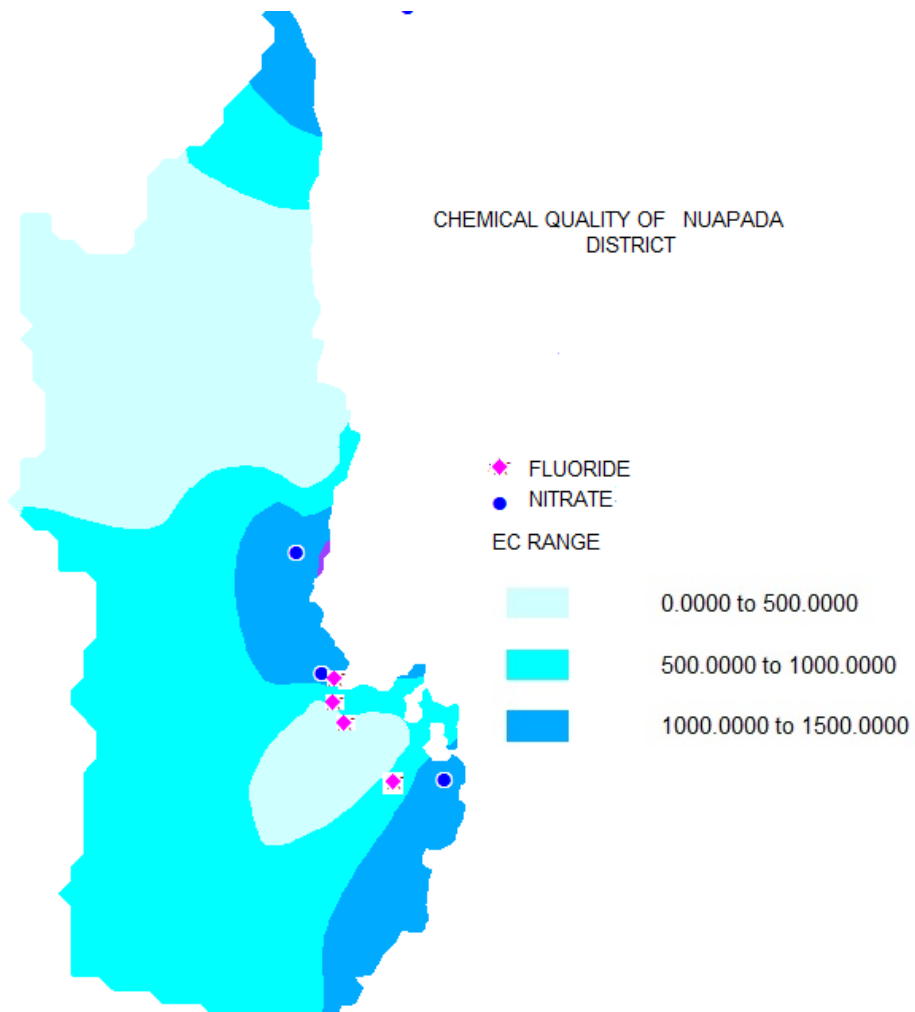 CHEMICAL QUALITY OF NUAPADA
DISTRICT
FLUORIDE
NITRATE
EC RANGE
0.0000 to 500.0000
500.0000 to 1000.0000
1000.0000 to 1500.0000